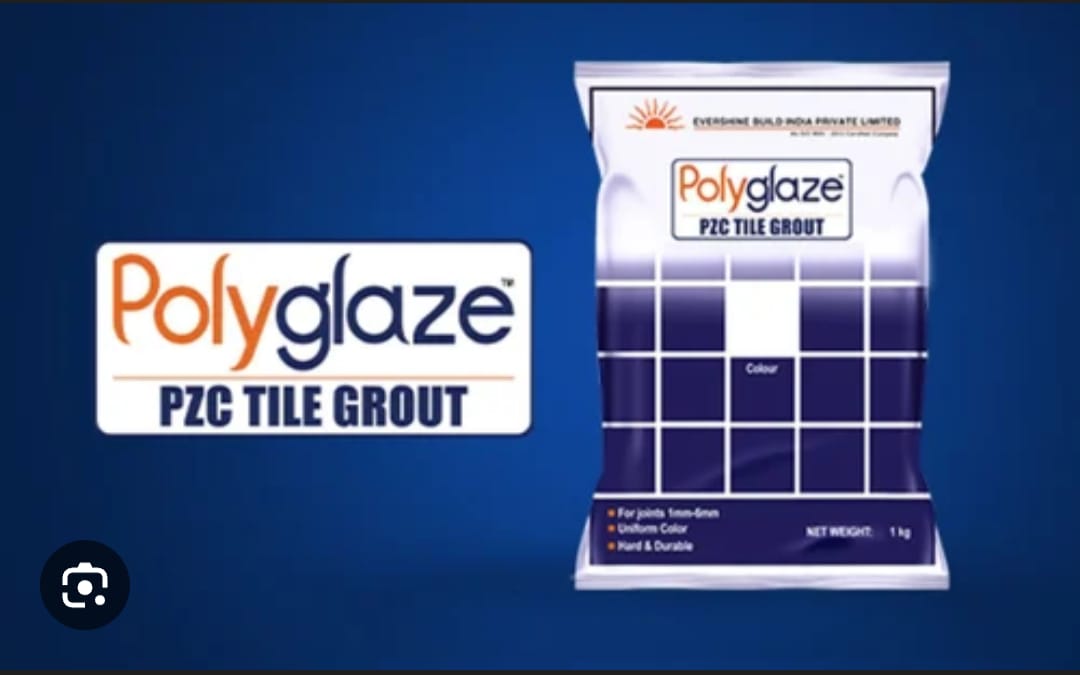 Polyglaze™
PZC TILE GROUT
EVERSHINE BUILD INDIA PRIVATE LIMITED
Polyglaze™
PZC TILE GROUT
Colour
For joints 1mm-6mm
Uniform Color
Hard & Durable
NET WEIGHT: 1 kg